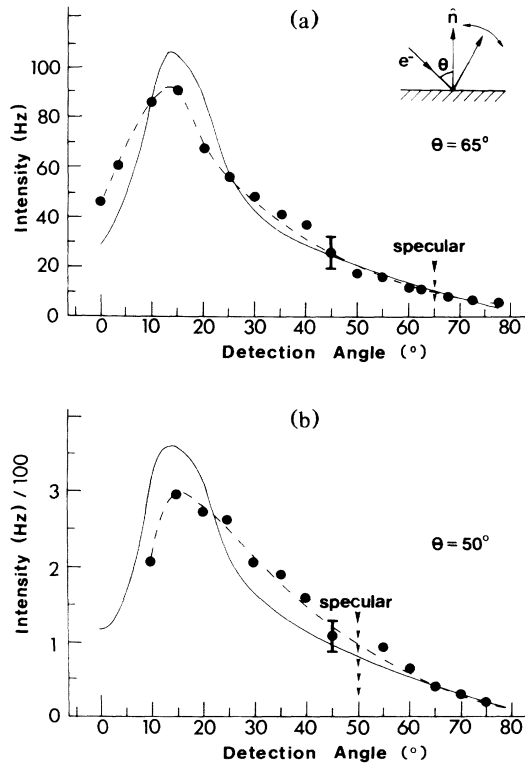 (a)
n̂
e⁻ θ
θ = 65°
specular
Intensity (Hz)
100
80
60
40
20
0
0 10 20 30 40 50 60 70 80
Detection Angle (°)
(b)
θ = 50°
specular
Intensity (Hz) / 100
3
2
1
0
0 10 20 30 40 50 60 70 80
Detection Angle (°)